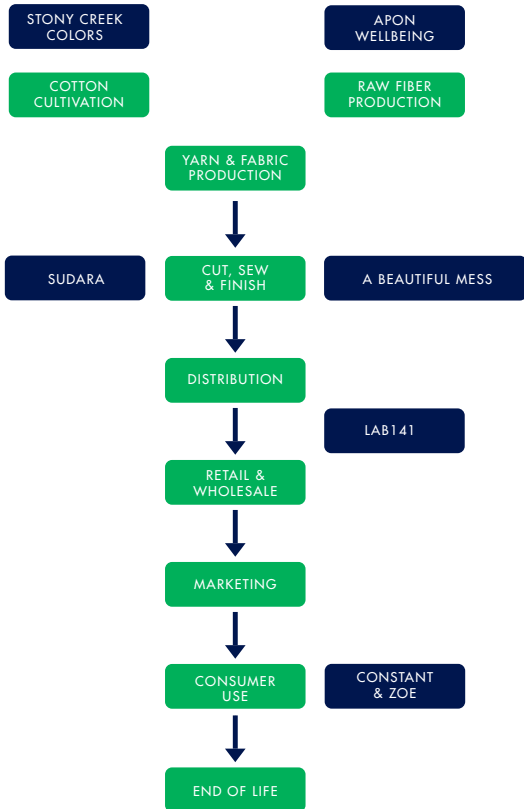 STONY CREEK
COLORS
APON
WELLBEING
COTTON
CULTIVATION
RAW FIBER
PRODUCTION
YARN & FABRIC
PRODUCTION
SUDARA
CUT, SEW
& FINISH
A BEAUTIFUL MESS
DISTRIBUTION
LAB141
RETAIL &
WHOLESALE
MARKETING
CONSUMER
USE
CONSTANT
& ZOE
END OF LIFE